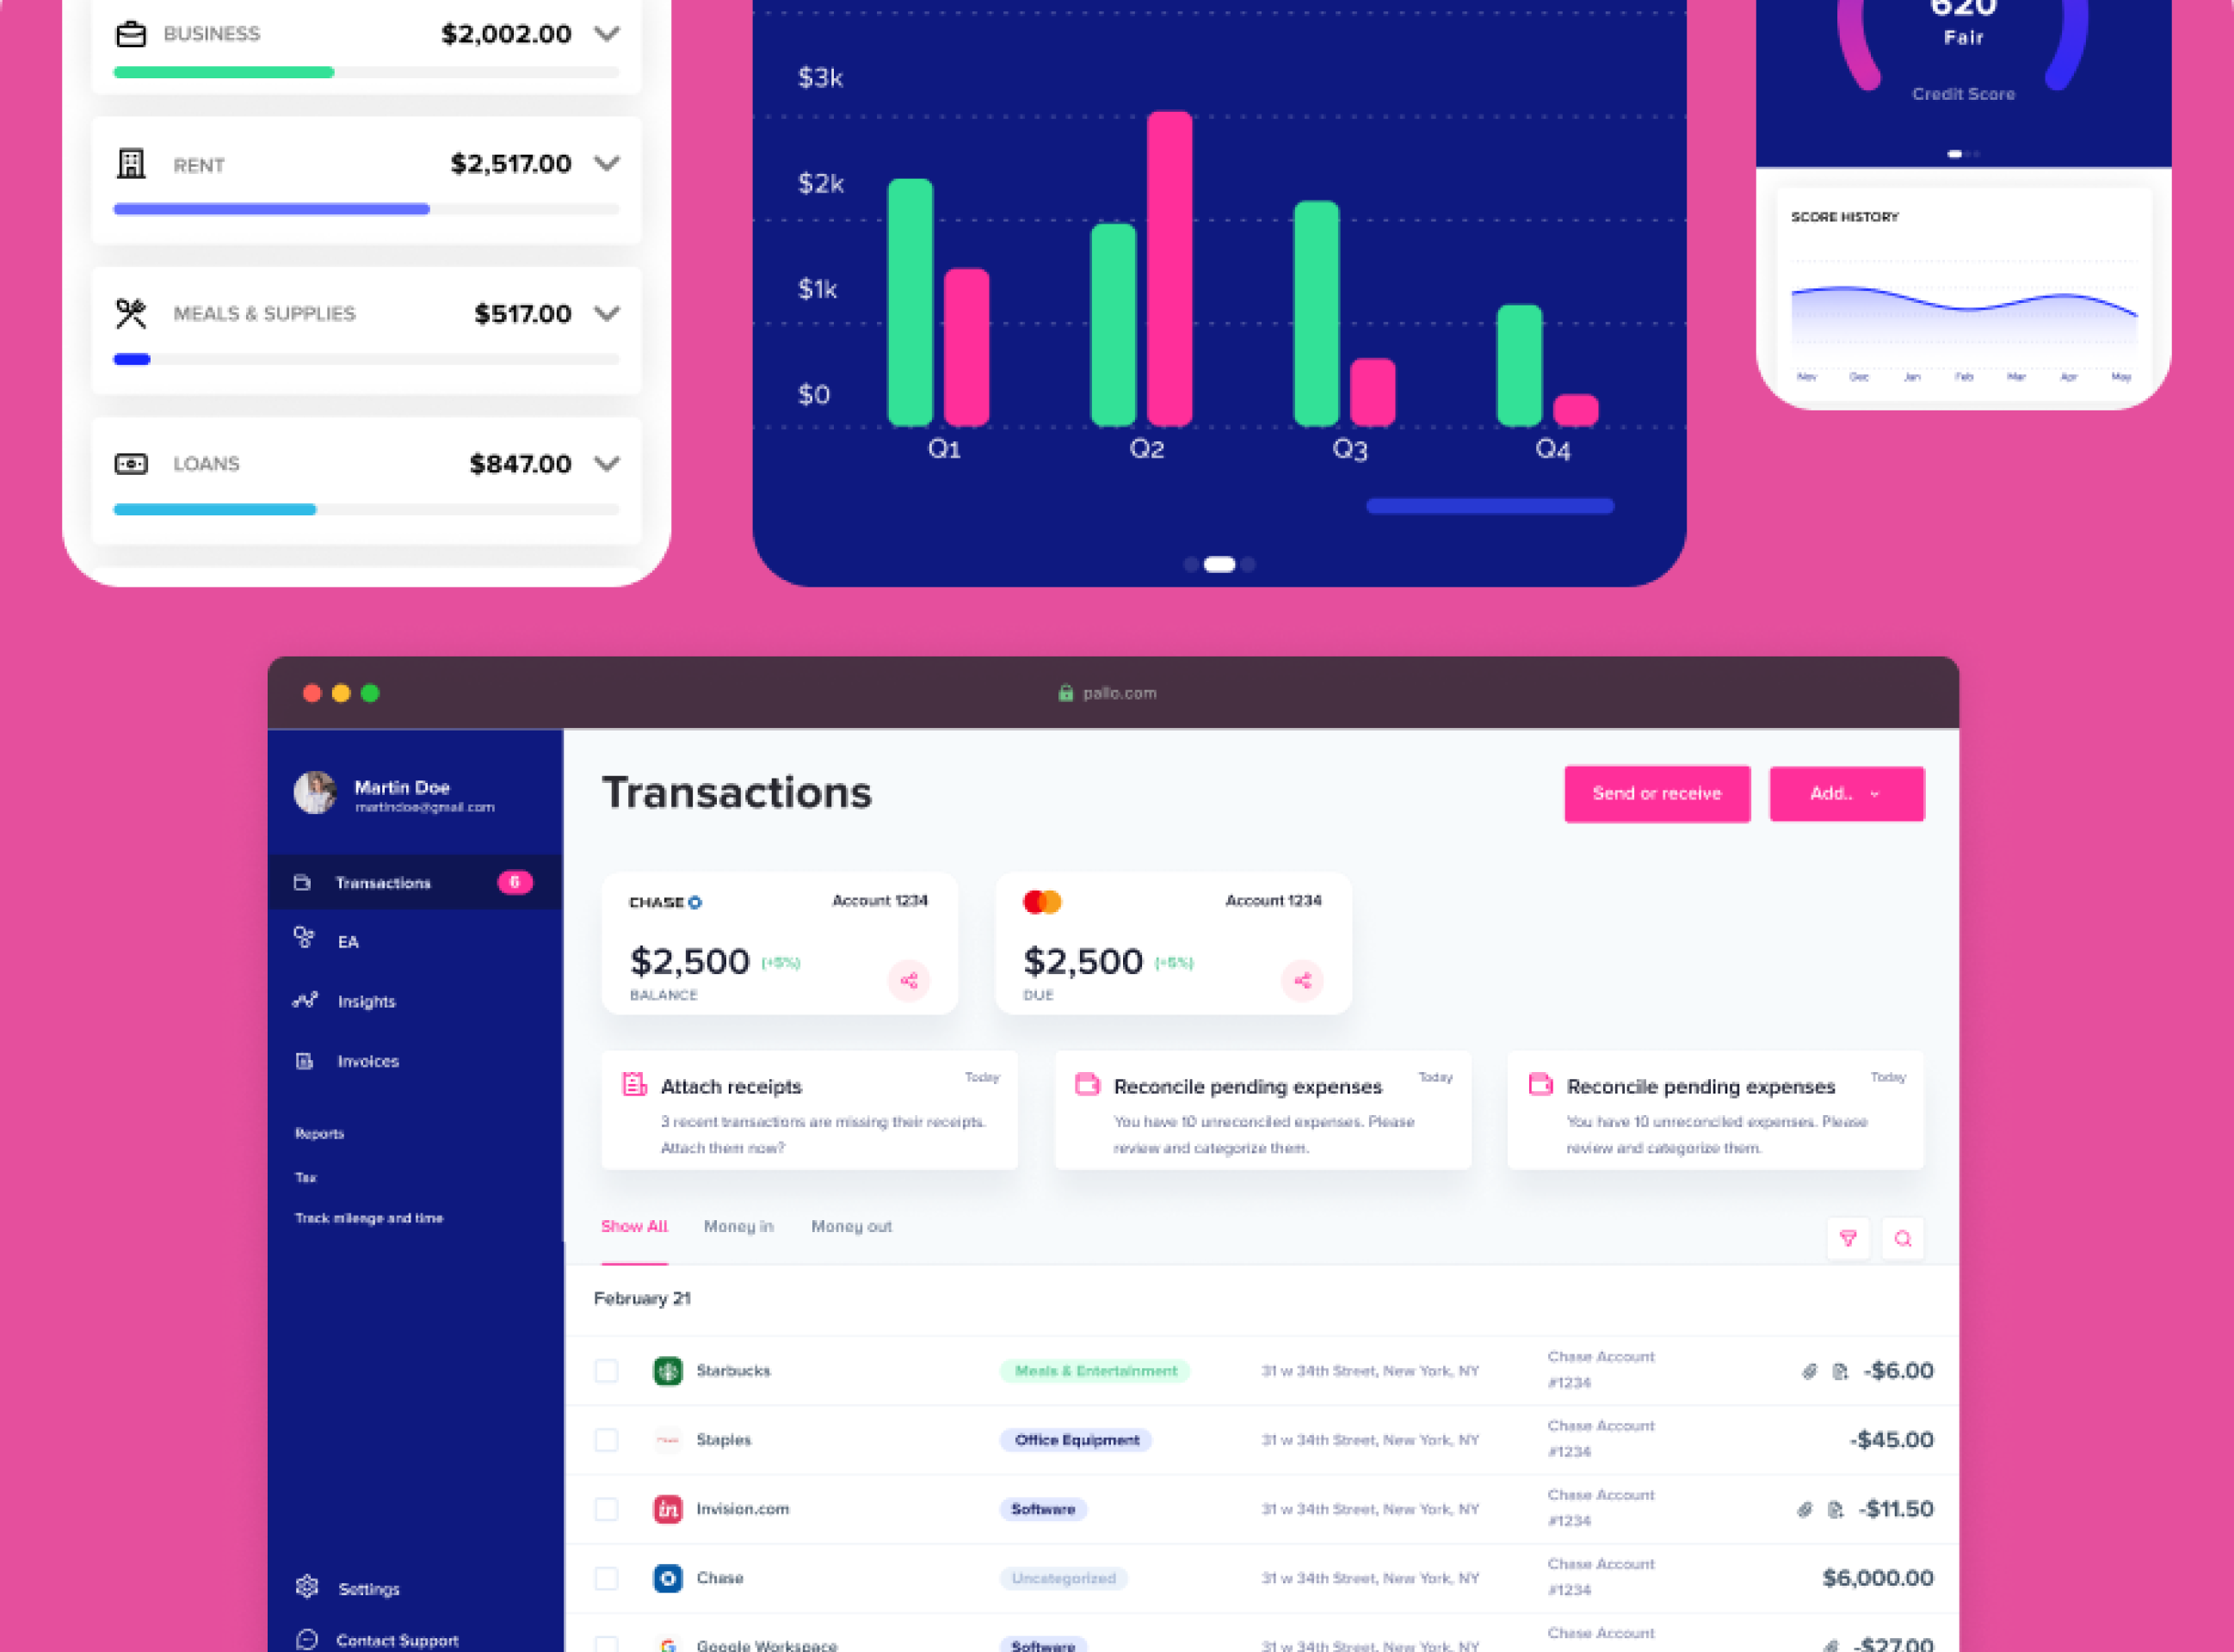 BUSINESS $2,002.00
RENT $2,517.00
MEALS & SUPPLIES $517.00
LOANS $847.00
$3k
$2k
$1k
$0
Q1 Q2 Q3 Q4
620
Fair
Credit Score
SCORE HISTORY
Nov Dec Jan Feb Mar Apr May
pallo.com
Martin Doe
martindoe@gmail.com
Transactions 6
EA
Insights
Invoices
Reports
Tax
Track milenge and time
Settings
Contact Support
Transactions
Send or receive
Add..
CHASE Account 1234
$2,500 (+5%)
BALANCE
Account 1234
$2,500 (+5%)
DUE
Attach receipts Today
3 recent transactions are missing their receipts.
Attach them now?
Reconcile pending expenses Today
You have 10 unreconciled expenses. Please
review and categorize them.
Reconcile pending expenses Today
You have 10 unreconciled expenses. Please
review and categorize them.
Show All Money in Money out
February 21
Starbucks Meals & Entertainment 31 w 34th Street, New York, NY Chase Account
#1234
-$6.00
Staples Office Equipment 31 w 34th Street, New York, NY Chase Account
#1234
-$45.00
in Invision.com Software 31 w 34th Street, New York, NY Chase Account
#1234
-$11.50
Chase Uncategorized 31 w 34th Street, New York, NY Chase Account
#1234
$6,000.00
Google Workspace Software 31 w 34th Street, New York, NY Chase Account
-$27.00